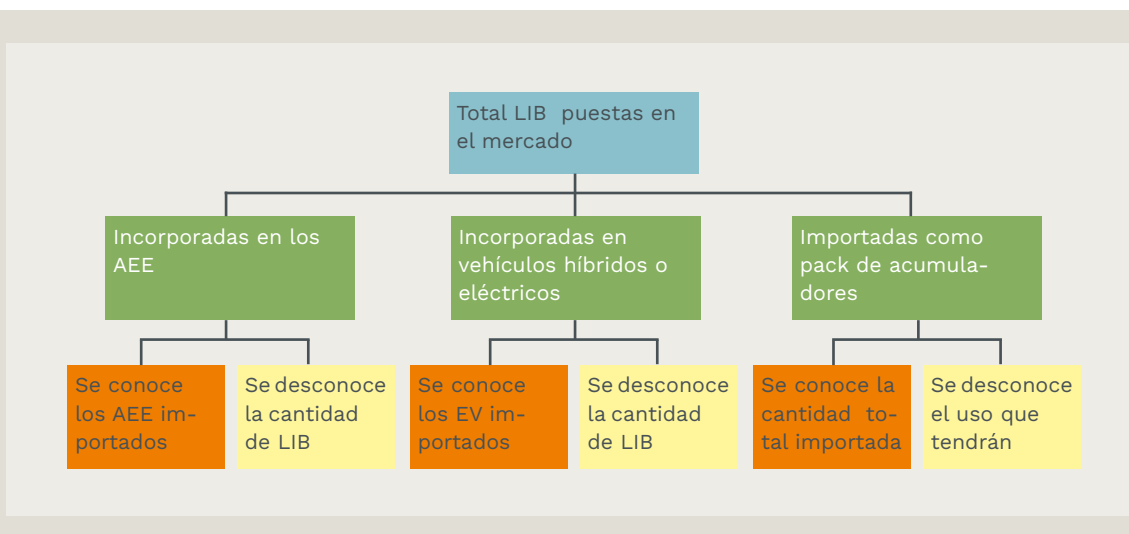 Total LIB  puestas en
el mercado
Incorporadas en los
AEE
Incorporadas en
vehículos híbridos o
eléctricos
Importadas como
pack de acumula-
dores
Se conoce
los AEE im-
portados
Se desconoce
la cantidad
de LIB
Se conoce
los EV im-
portados
Se desconoce
la cantidad
de LIB
Se conoce la
cantidad  to-
tal importada
Se desconoce
el uso que
tendrán